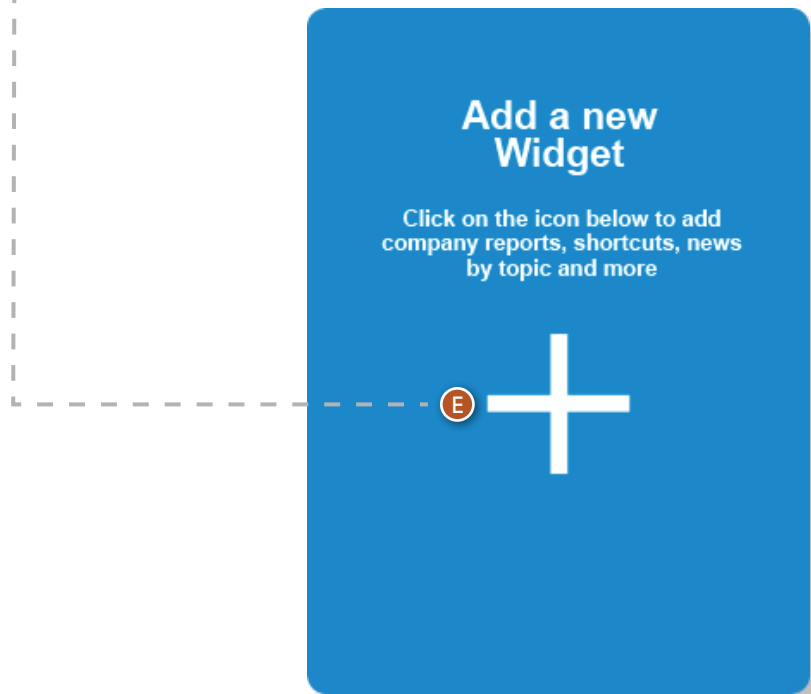 Add a new
Widget
Click on the icon below to add
company reports, shortcuts, news
by topic and more
E